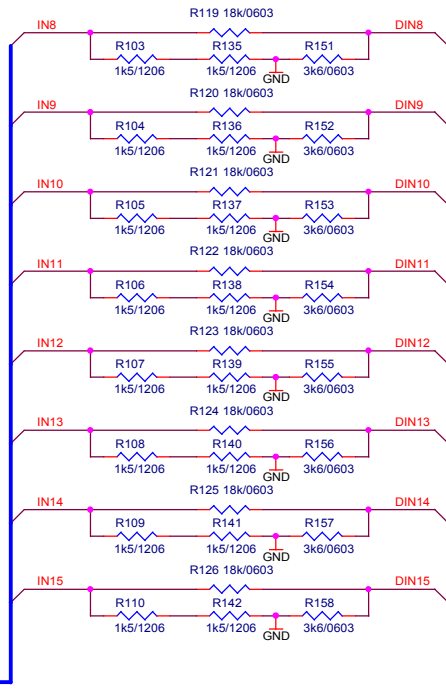 R119 18k/0603
IN8 DIN8
R103 R135 R151
1k5/1206 1k5/1206 GND 3k6/0603
R120 18k/0603
IN9 DIN9
R104 R136 R152
1k5/1206 1k5/1206 GND 3k6/0603
R121 18k/0603
IN10 DIN10
R105 R137 R153
1k5/1206 1k5/1206 GND 3k6/0603
R122 18k/0603
IN11 DIN11
R106 R138 R154
1k5/1206 1k5/1206 GND 3k6/0603
R123 18k/0603
IN12 DIN12
R107 R139 R155
1k5/1206 1k5/1206 GND 3k6/0603
R124 18k/0603
IN13 DIN13
R108 R140 R156
1k5/1206 1k5/1206 GND 3k6/0603
R125 18k/0603
IN14 DIN14
R109 R141 R157
1k5/1206 1k5/1206 GND 3k6/0603
R126 18k/0603
IN15 DIN15
R110 R142 R158
1k5/1206 1k5/1206 GND 3k6/0603